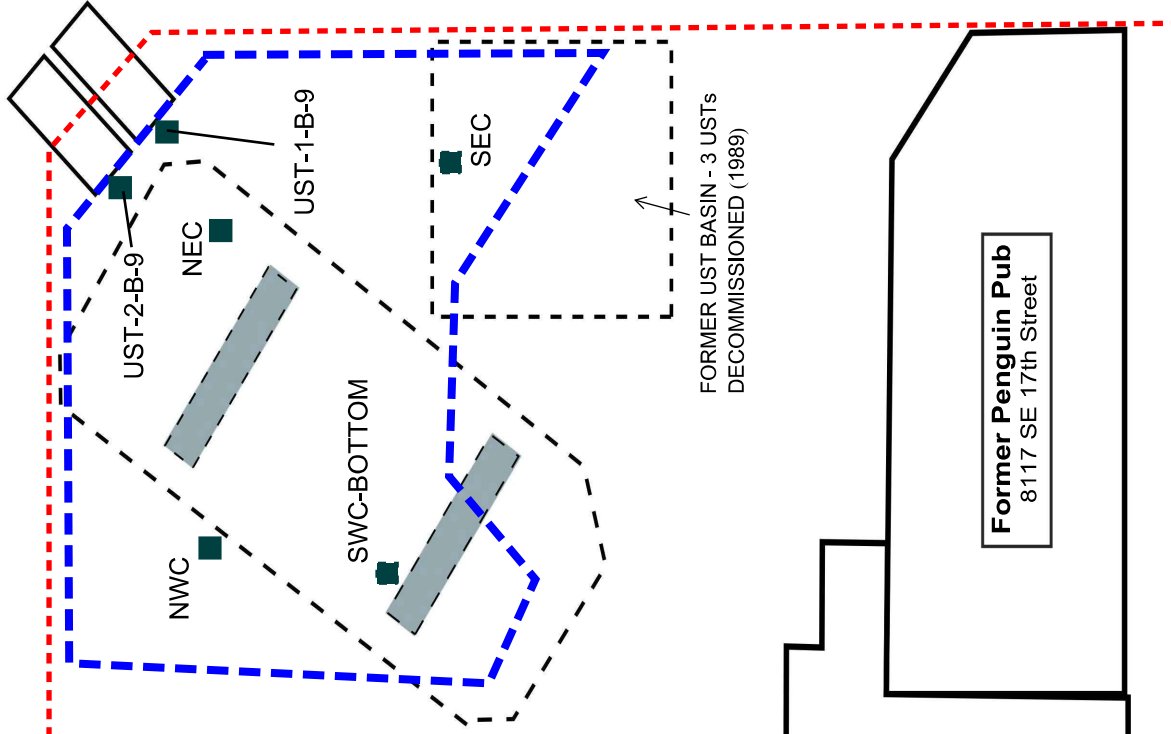 UST-1-B-9
UST-2-B-9
NEC
SEC
NWC
SWC-BOTTOM
FORMER UST BASIN - 3 USTs
DECOMMISSIONED (1989)
Former Penguin Pub
8117 SE 17th Street